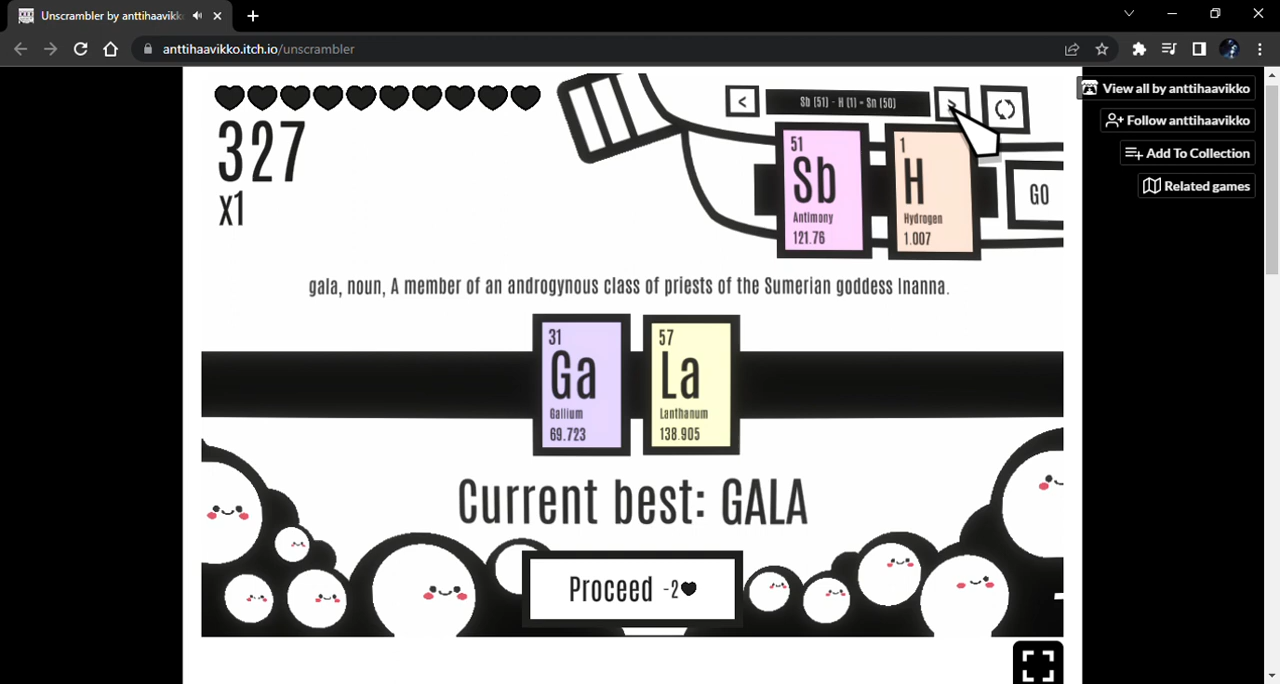 Unscrambler by anttihaavikk
anttihaavikko.itch.io/unscrambler
View all by anttihaavikko
Follow anttihaavikko
Add To Collection
Related games
327
x1
< Sb (51) - H (1) = Sn (50) >
51
Sb
Antimony
121.76
1
H
Hydrogen
1.007
GO
gala, noun, A member of an androgynous class of priests of the Sumerian goddess Inanna.
31
Ga
Gallium
69.723
57
La
Lanthanum
138.905
Current best: GALA
Proceed -2